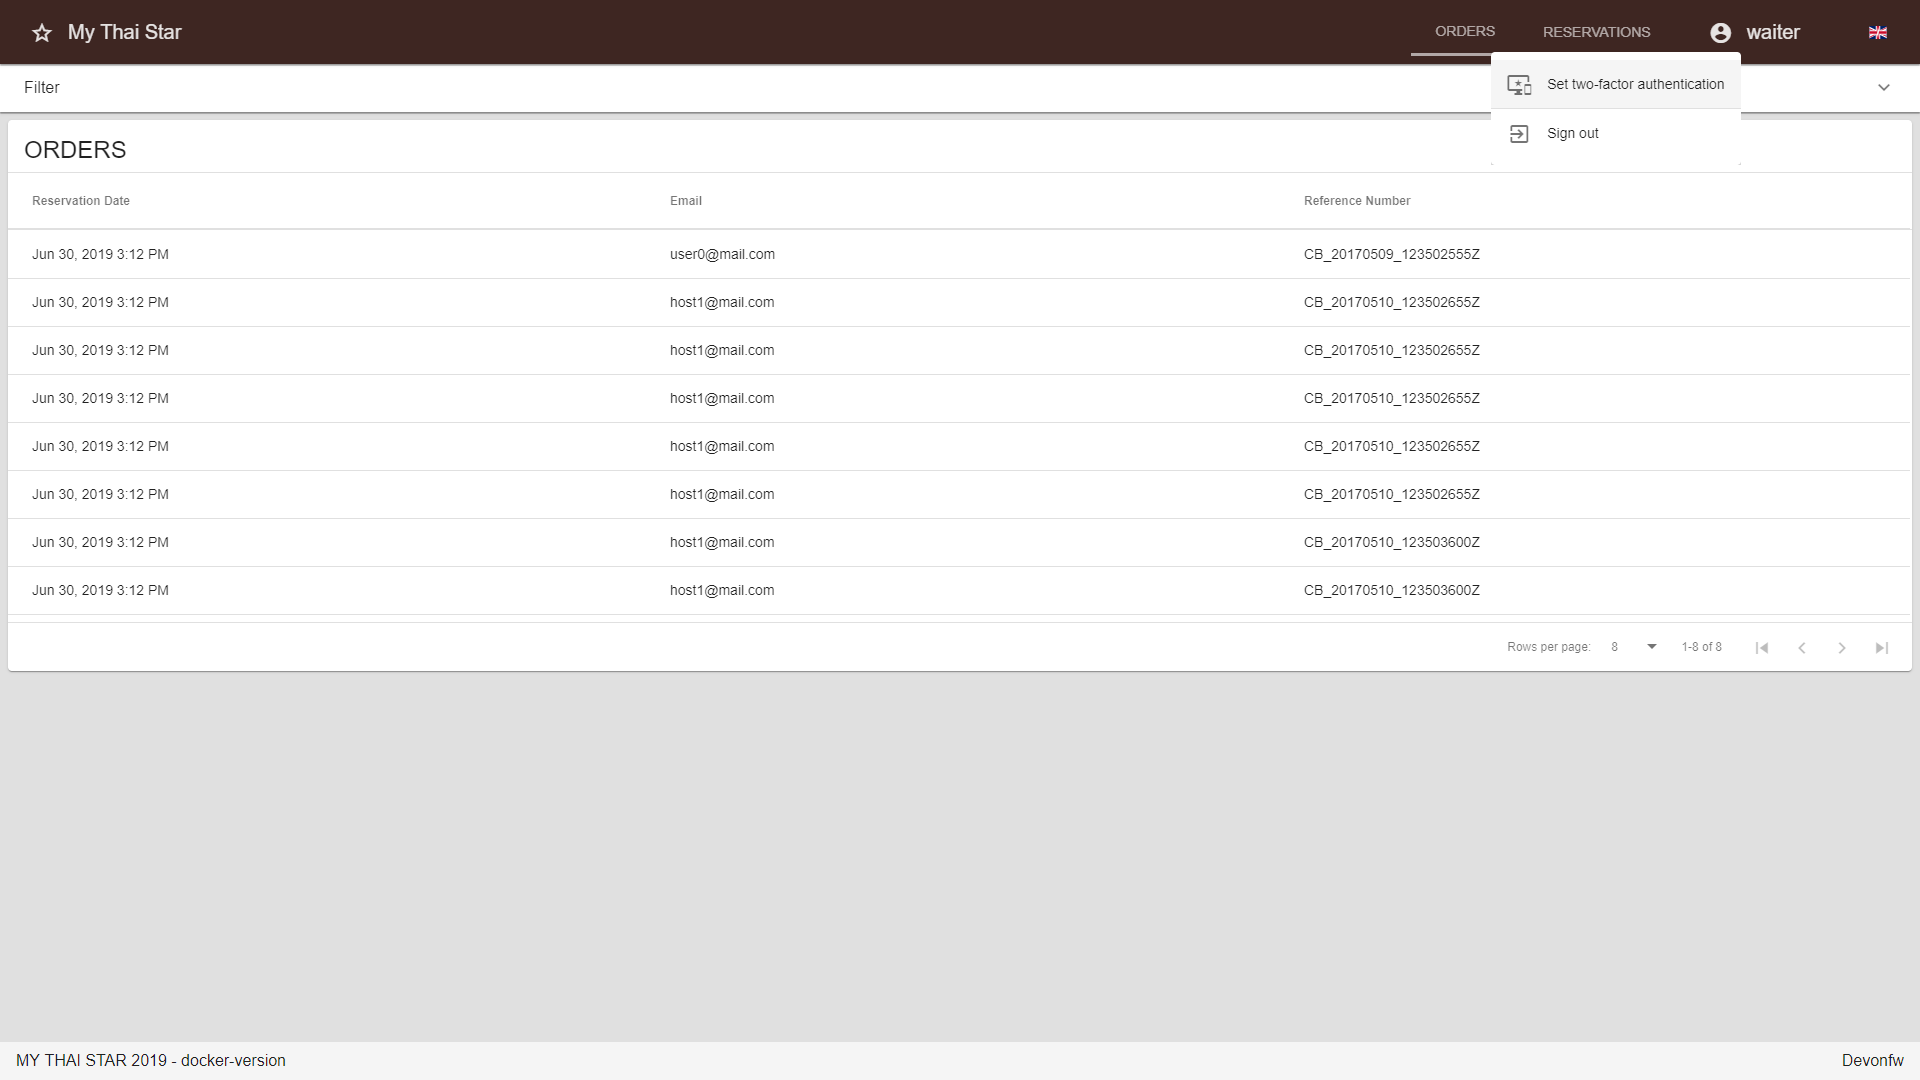 My Thai Star
ORDERS
RESERVATIONS
waiter
Filter
Set two-factor authentication
Sign out
ORDERS
Reservation Date Email Reference Number
Jun 30, 2019 3:12 PM user0@mail.com CB_20170509_123502555Z
Jun 30, 2019 3:12 PM host1@mail.com CB_20170510_123502655Z
Jun 30, 2019 3:12 PM host1@mail.com CB_20170510_123502655Z
Jun 30, 2019 3:12 PM host1@mail.com CB_20170510_123502655Z
Jun 30, 2019 3:12 PM host1@mail.com CB_20170510_123502655Z
Jun 30, 2019 3:12 PM host1@mail.com CB_20170510_123502655Z
Jun 30, 2019 3:12 PM host1@mail.com CB_20170510_123503600Z
Jun 30, 2019 3:12 PM host1@mail.com CB_20170510_123503600Z
Rows per page: 8 1-8 of 8
MY THAI STAR 2019 - docker-version
Devonfw